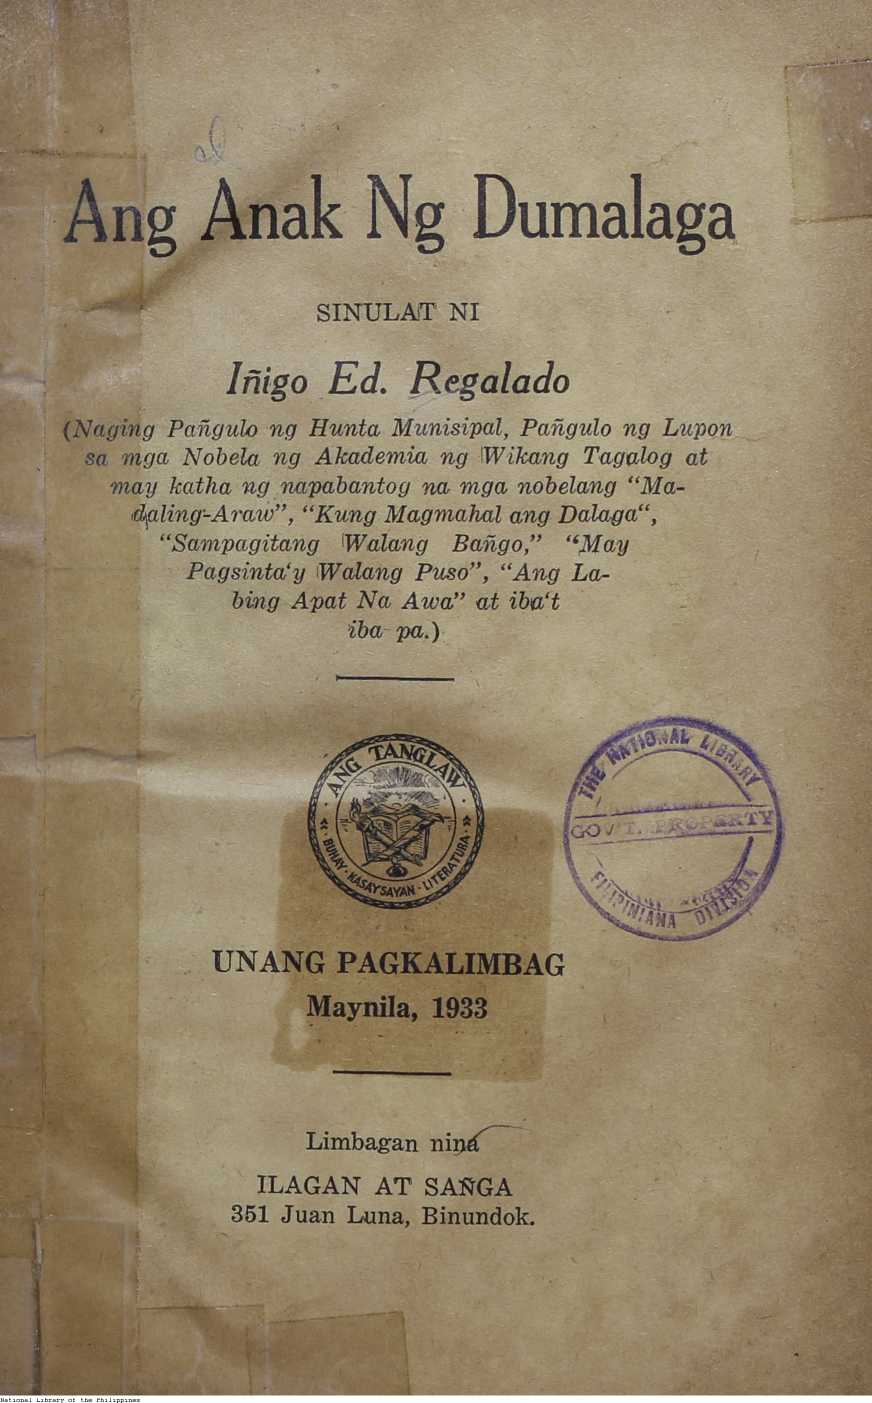 Ang Anak Ng Dumalaga
SINULAT NI
Iñigo Ed. Regalado
(Naging Pañgulo ng Hunta Munisipal, Pañgulo ng Lupon
sa mga Nobela ng Akademia ng Wikang Tagalog at
may katha ng napabantog na mga nobelang “Ma-
daling-Araw”, “Kung Magmahal ang Dalaga“,
“Sampagitang Walang Bañgo,” “May
Pagsinta‘y Walang Puso”, “Ang La-
bing Apat Na Awa” at iba‘t
iba pa.)
· ANG TANGLAW ·
« BUHAY · KASAYSAYAN · LITERATURA »
THE NATIONAL LIBRARY
GOV'T. PROPERTY
FILIPINIANA DIVISION
UNANG PAGKALIMBAG
Maynila, 1933
Limbagan nina
ILAGAN AT SAÑGA
351 Juan Luna, Binundok.
National Library of the Philippines